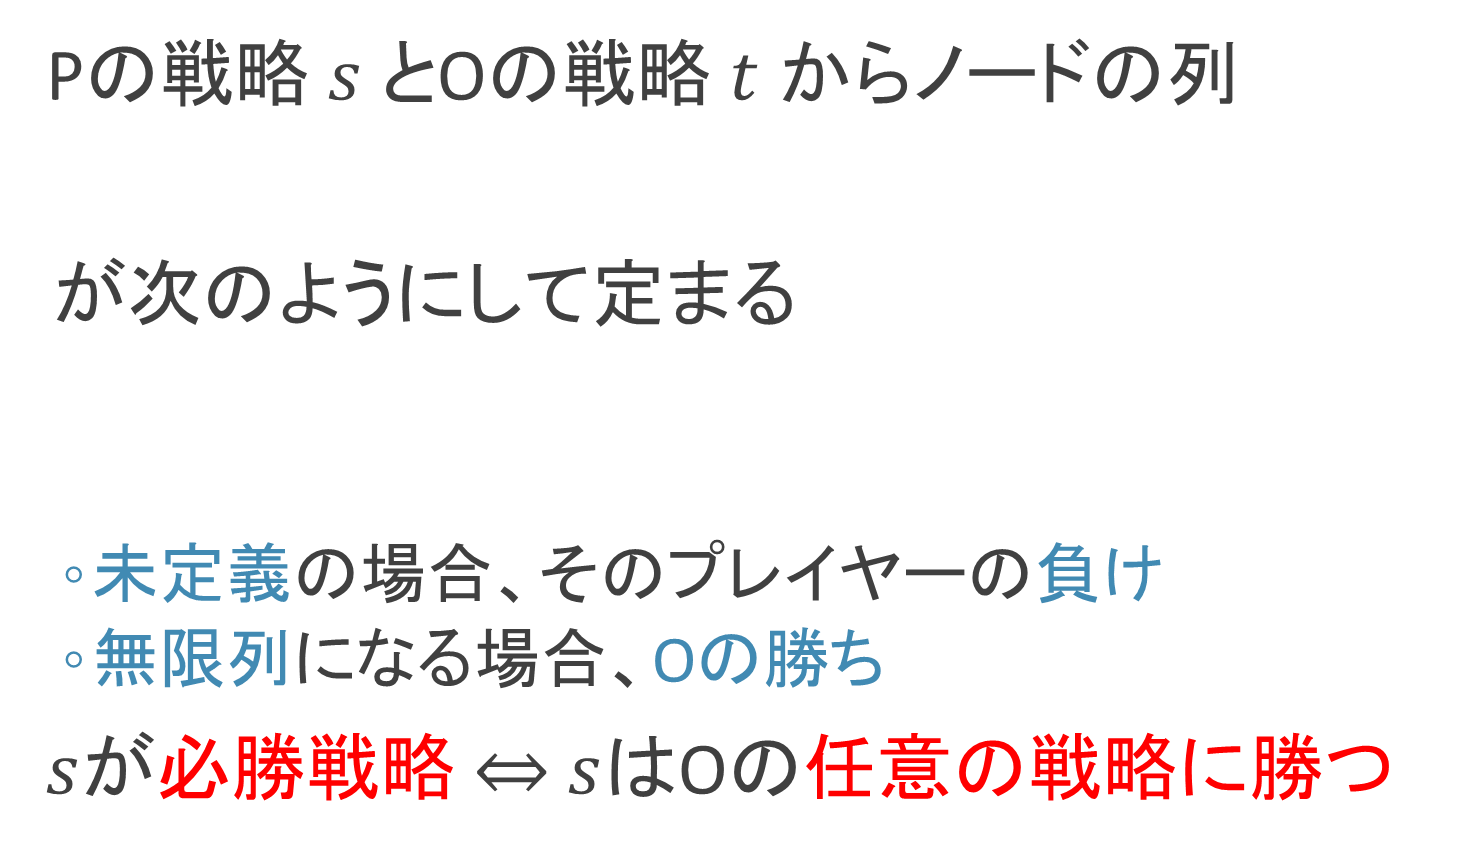 Pの戦略 s とOの戦略 t からノードの列
が次のようにして定まる
◦未定義の場合、そのプレイヤーの負け
◦無限列になる場合、Oの勝ち
sが必勝戦略 ⇔ sはOの任意の戦略に勝つ